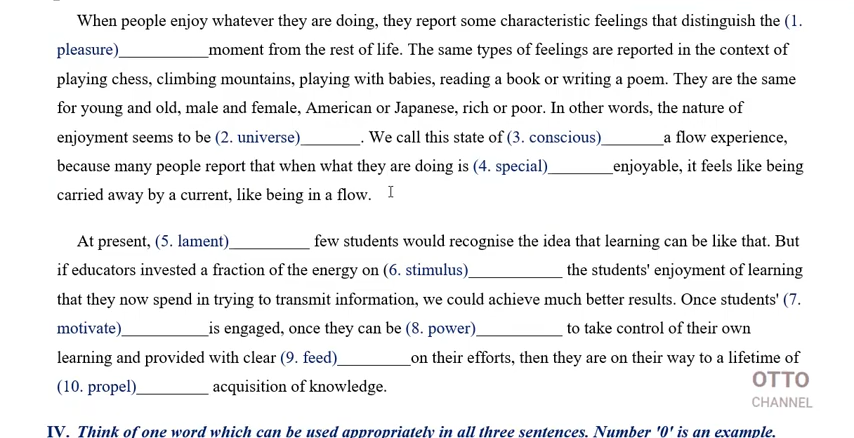 When people enjoy whatever they are doing, they report some characteristic feelings that distinguish the (1.
pleasure)__________moment from the rest of life. The same types of feelings are reported in the context of
playing chess, climbing mountains, playing with babies, reading a book or writing a poem. They are the same
for young and old, male and female, American or Japanese, rich or poor. In other words, the nature of
enjoyment seems to be (2. universe)_______. We call this state of (3. conscious)_______a flow experience,
because many people report that when what they are doing is (4. special)_______enjoyable, it feels like being
carried away by a current, like being in a flow.
At present, (5. lament)_________ few students would recognise the idea that learning can be like that. But
if educators invested a fraction of the energy on (6. stimulus)__________ the students' enjoyment of learning
that they now spend in trying to transmit information, we could achieve much better results. Once students' (7.
motivate)__________is engaged, once they can be (8. power)__________ to take control of their own
learning and provided with clear (9. feed)________on their efforts, then they are on their way to a lifetime of
(10. propel)________ acquisition of knowledge.
OTTO
CHANNEL
IV. Think of one word which can be used appropriately in all three sentences. Number '0' is an example.